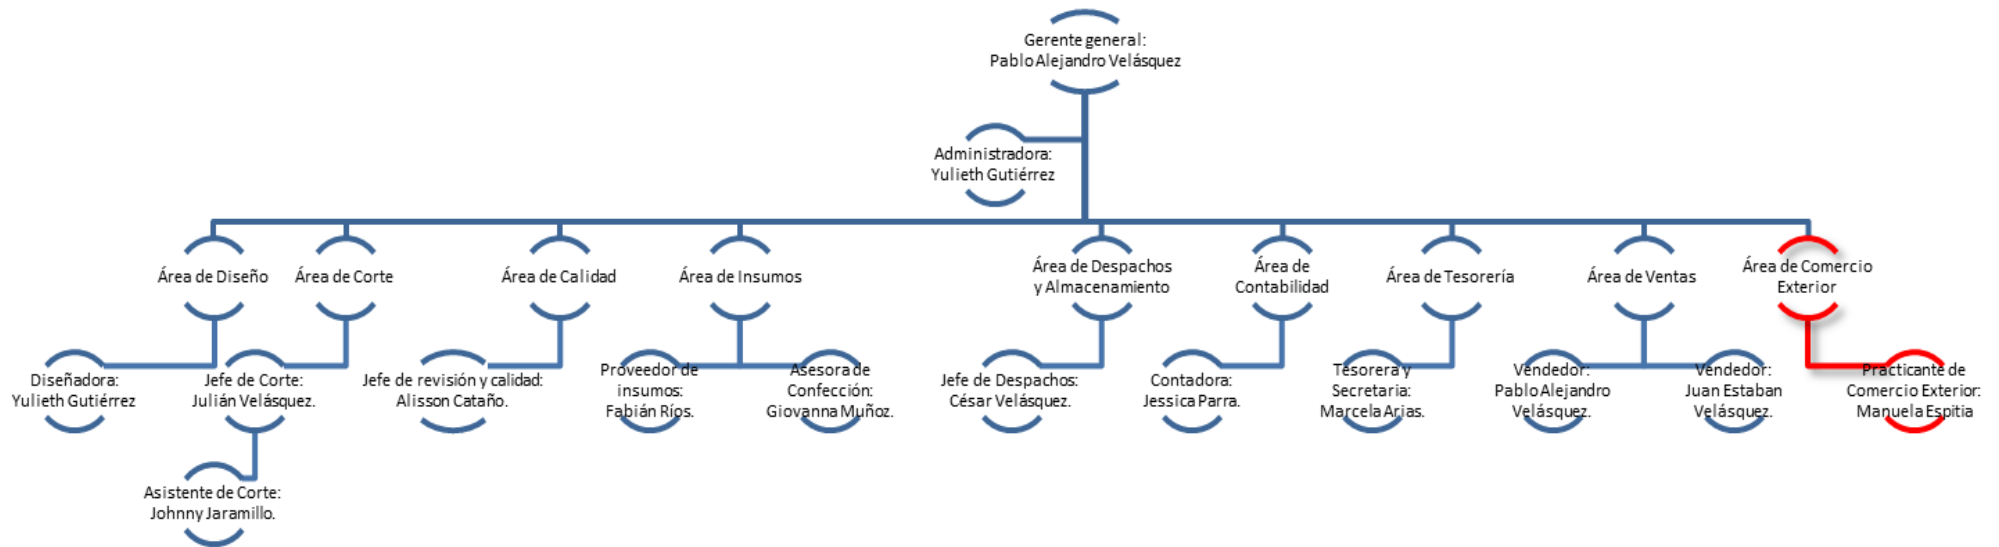 Gerente general:
Pablo Alejandro Velásquez
Administradora:
Yulieth Gutiérrez
Área de Diseño
Área de Corte
Área de Calidad
Área de Insumos
Área de Despachos
y Almacenamiento
Área de
Contabilidad
Área de Tesorería
Área de Ventas
Área de Comercio
Exterior
Diseñadora:
Yulieth Gutiérrez
Jefe de Corte:
Julián Velásquez.
Jefe de revisión y calidad:
Alisson Cataño.
Proveedor de
insumos:
Fabián Ríos.
Asesora de
Confección:
Giovanna Muñoz.
Jefe de Despachos:
César Velásquez.
Contadora:
Jessica Parra.
Tesorera y
Secretaria:
Marcela Arias.
Vendedor:
Pablo Alejandro
Velásquez.
Vendedor:
Juan Estaban
Velásquez.
Practicante de
Comercio Exterior:
Manuela Espitia
Asistente de Corte:
Johnny Jaramillo.